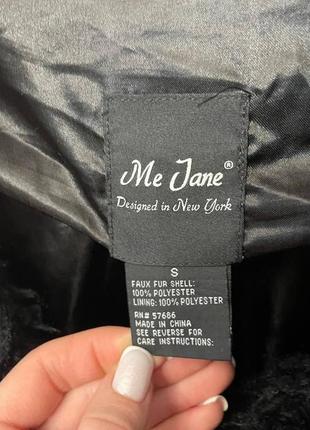 Me Jane®
Designed in New York
S
FAUX FUR SHELL:
100% POLYESTER
LINING: 100% POLYESTER
RN# 57686
MADE IN CHINA
SEE REVERSE FOR
CARE INSTRUCTIONS: